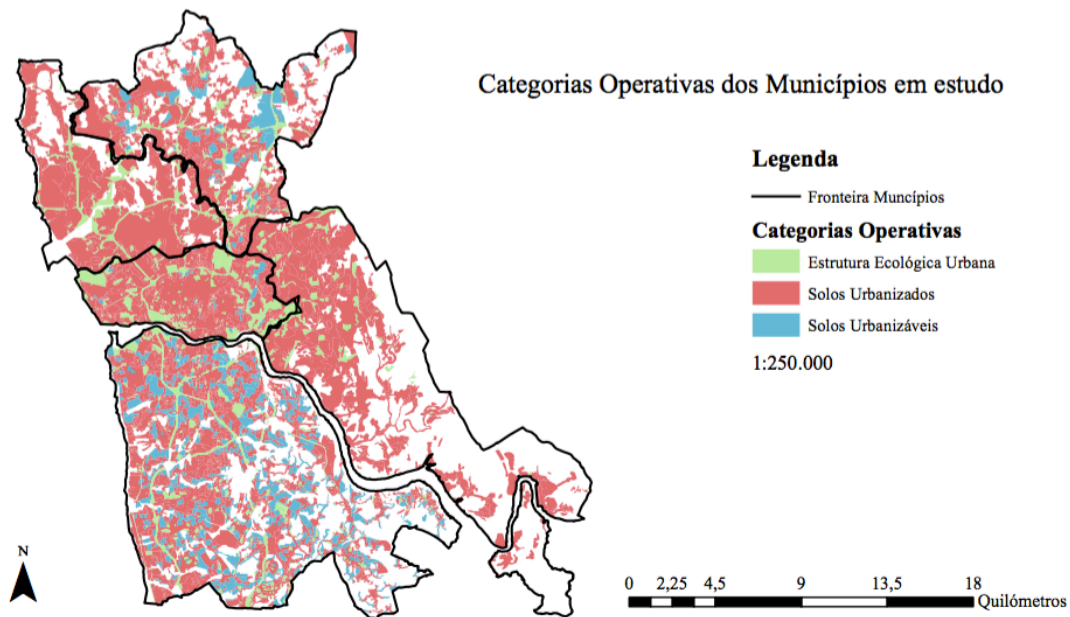 Categorias Operativas dos Municípios em estudo
Legenda
Fronteira Muncípios
Categorias Operativas
Estrutura Ecológica Urbana
Solos Urbanizados
Solos Urbanizáveis
1:250.000
N
0 2,25 4,5 9 13,5 18
Quilómetros